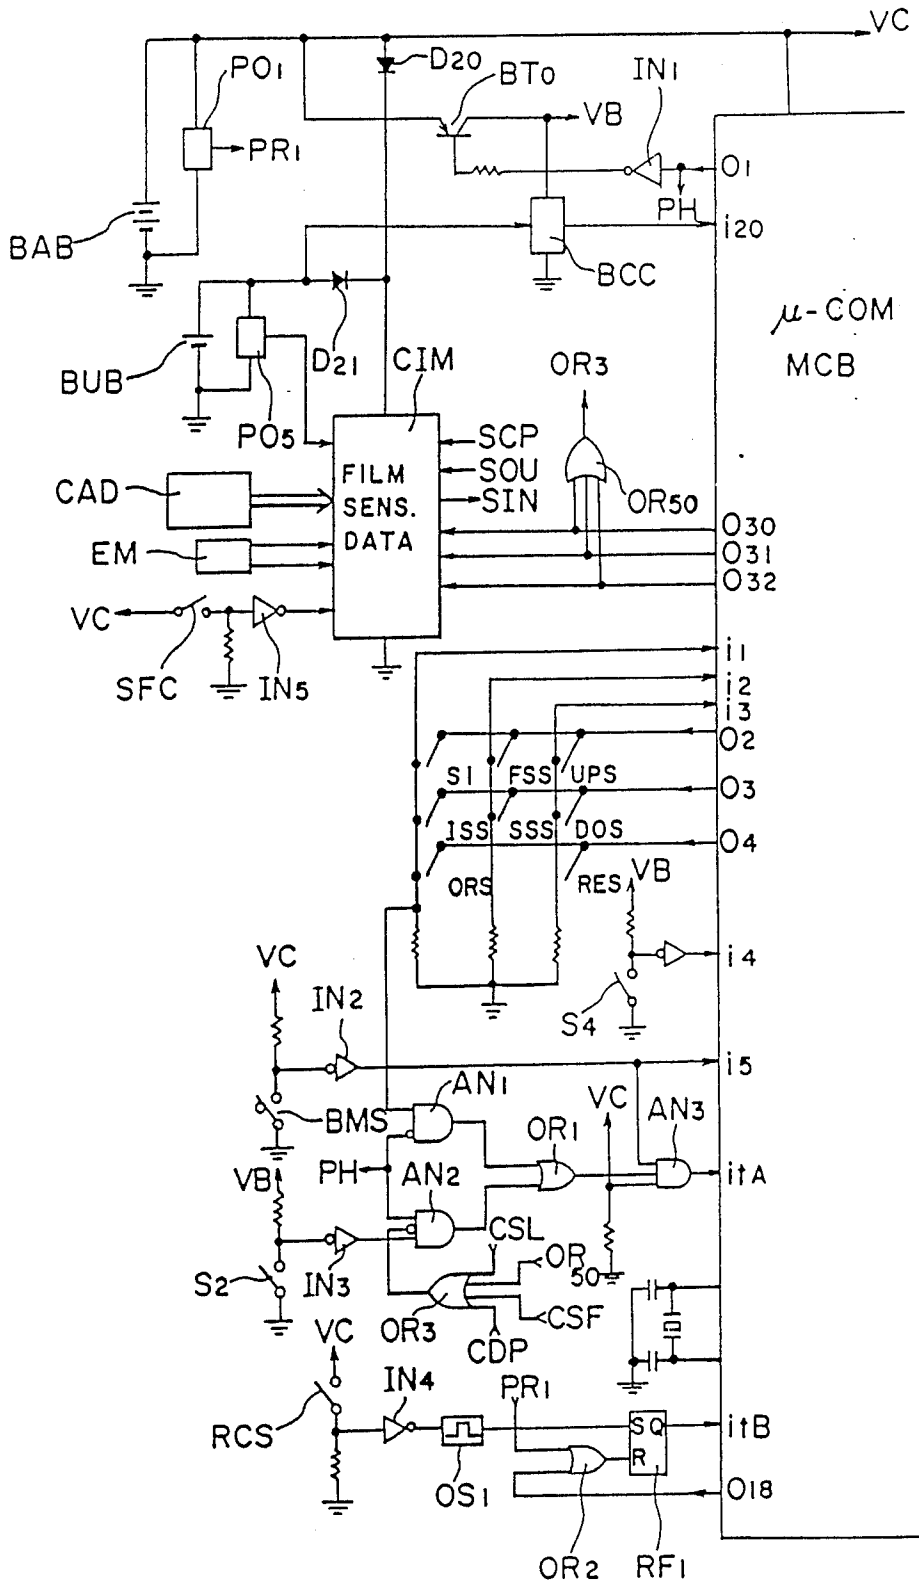 VC
PO1
D20
BTO
IN1
VB
PR1
O1
PH
i20
BAB
BCC
μ-COM
MCB
D21
CIM
OR3
BUB
PO5
SCP
CAD
FILM
SENS.
DATA
SOU
SIN
OR50
O30
EM
O31
O32
VC
SFC
IN5
i1
i2
i3
O2
S1
FSS
UPS
O3
ISS
SSS
DOS
O4
ORS
RES
VB
VC
i4
IN2
S4
i5
AN1
VC
AN3
BMS
OR1
PH
AN2
itA
VB
CSL
OR
50
S2
IN3
CSF
OR3
CDP
VC
IN4
PR1
RCS
S Q
itB
R
OS1
O18
OR2
RF1